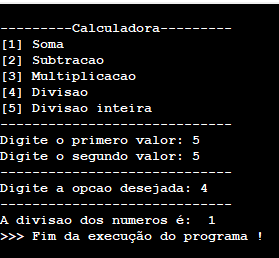 ---------Calculadora---------
[1] Soma
[2] Subtracao
[3] Multiplicacao
[4] Divisao
[5] Divisao inteira
-----------------------------
Digite o primero valor: 5
Digite o segundo valor: 5
-----------------------------
Digite a opcao desejada: 4
-----------------------------
A divisao dos numeros é:  1
>>> Fim da execução do programa !